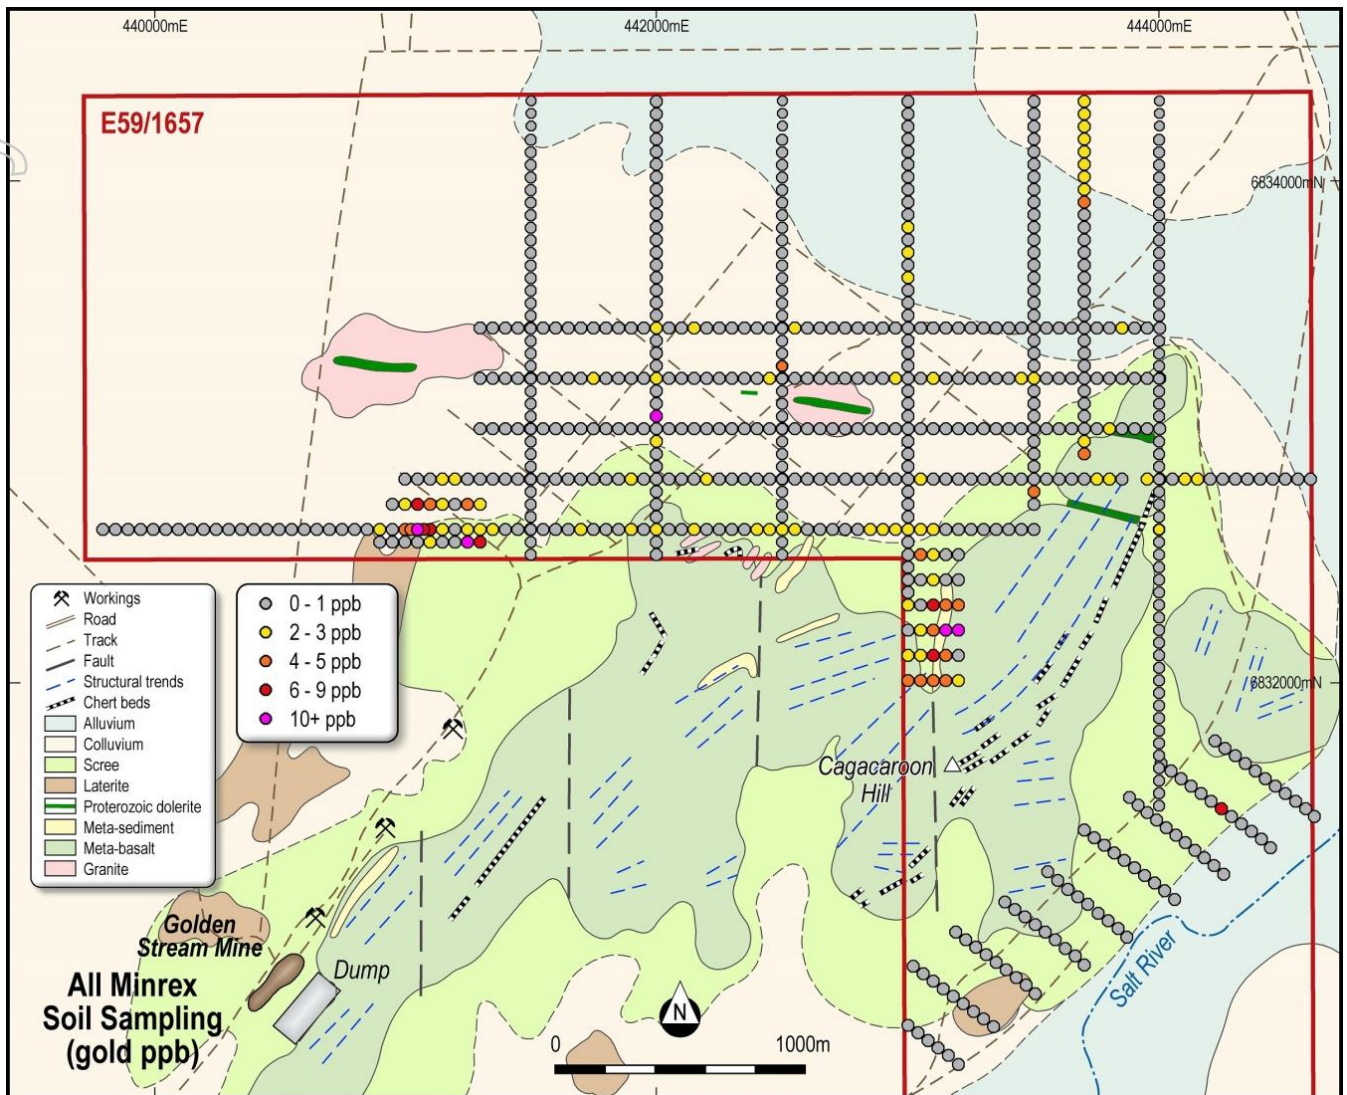 440000mE
442000mE
444000mE
E59/1657
6834000mN
Workings
Road
Track
Fault
Structural trends
Chert beds
Alluvium
Colluvium
Scree
Laterite
Proterozoic dolerite
Meta-sediment
Meta-basalt
Granite
0 - 1 ppb
2 - 3 ppb
4 - 5 ppb
6 - 9 ppb
10+ ppb
6832000mN
Cagacaroon
Hill
Golden
Stream Mine
Dump
Salt River
All Minrex
Soil Sampling
(gold ppb)
N
0
1000m